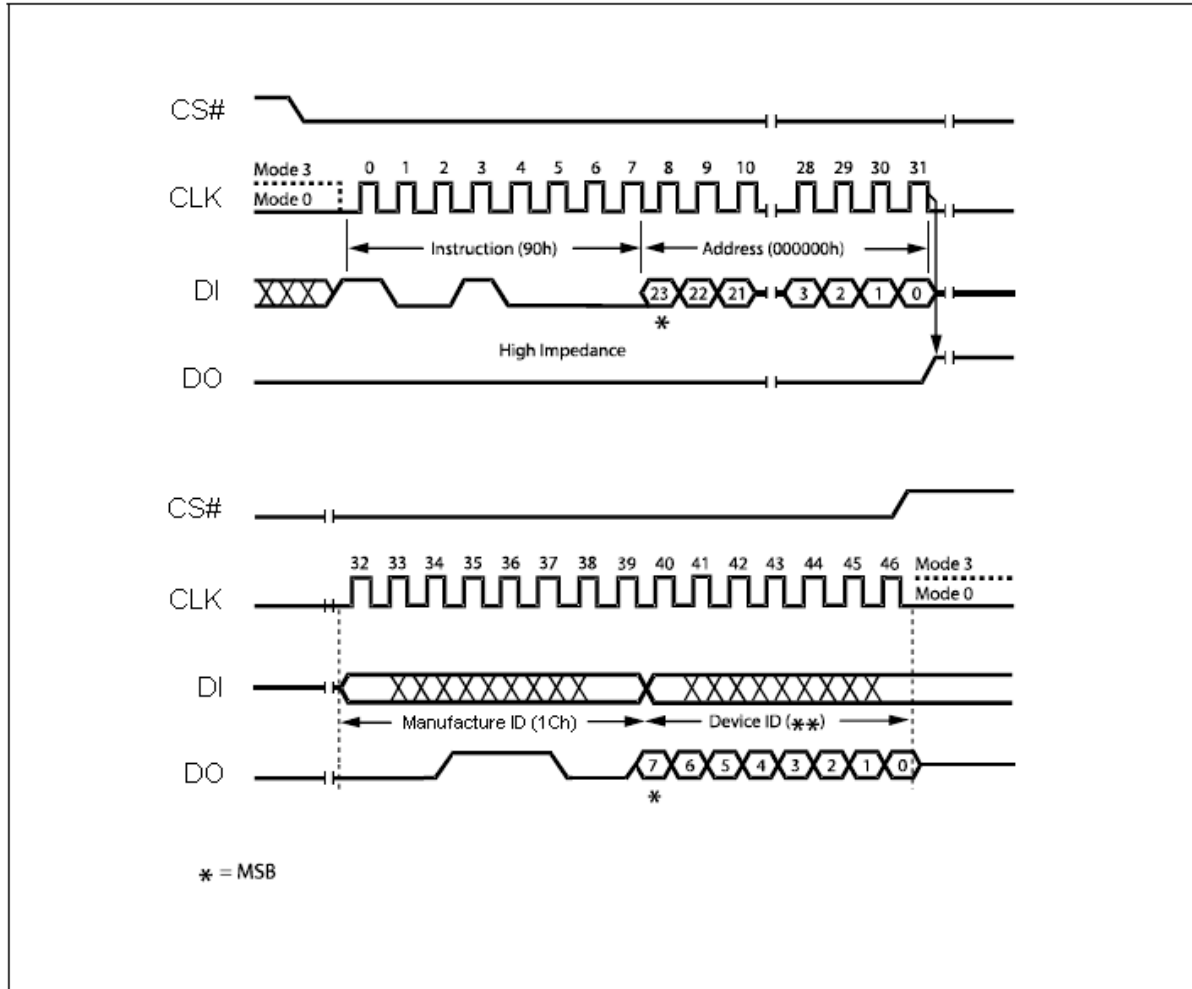 CS#
Mode 3
0 1 2 3 4 5 6 7 8 9 10 28 29 30 31
CLK
Mode 0
Instruction (90h) Address (000000h)
DI
23 22 21 3 2 1 0
*
High Impedance
DO
CS#
32 33 34 35 36 37 38 39 40 41 42 43 44 45 46 Mode 3
CLK
Mode 0
DI
Manufacture ID (1Ch) Device ID (**)
DO
7 6 5 4 3 2 1 0
*
* = MSB